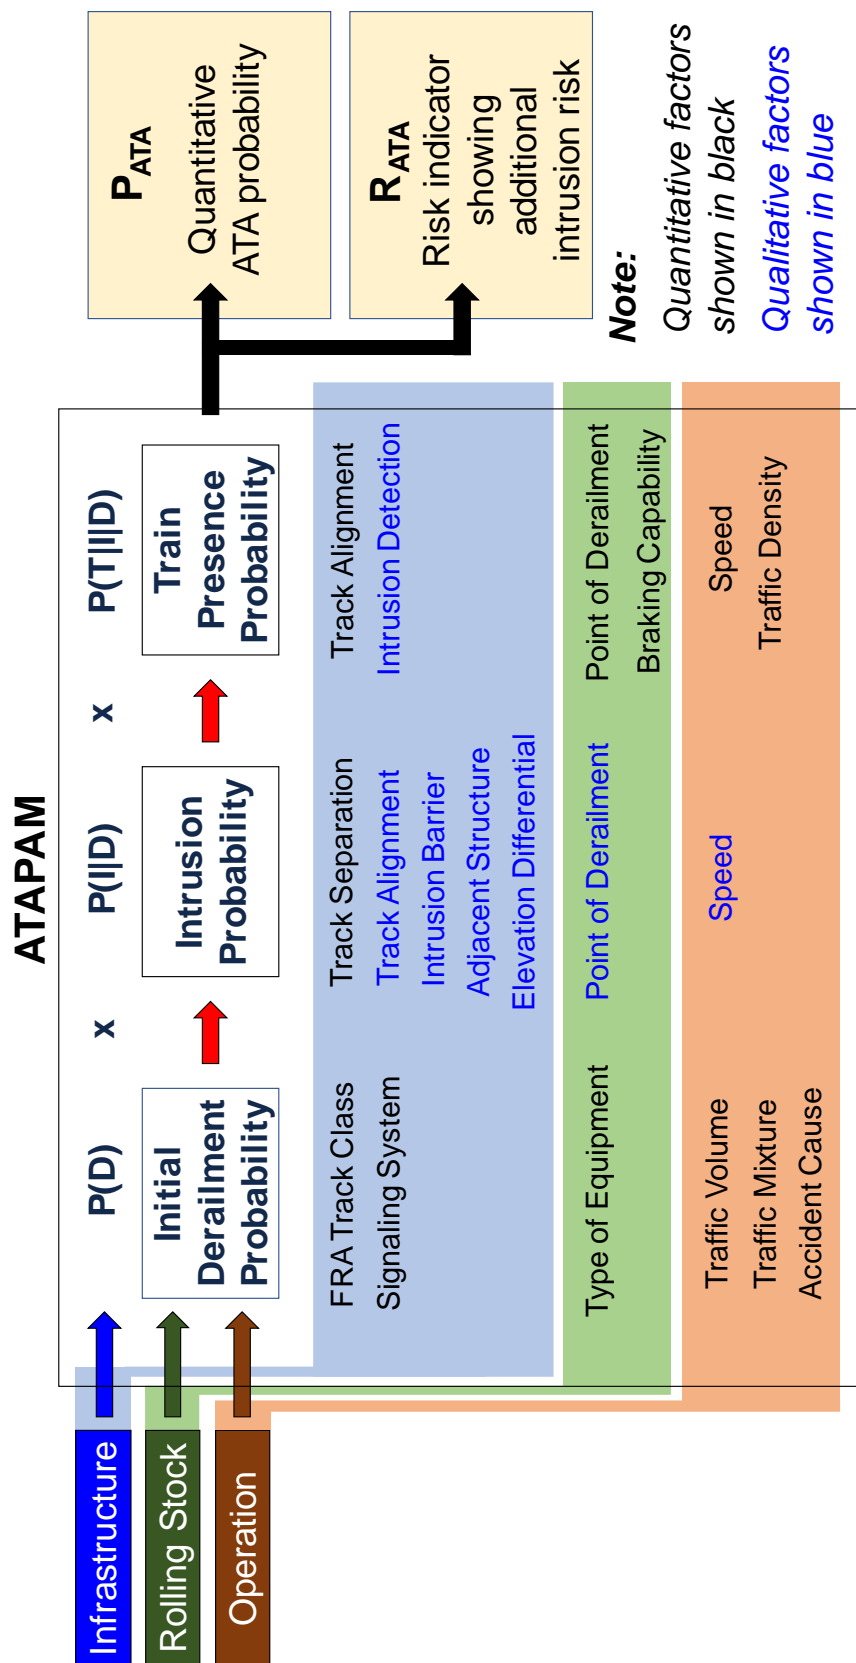 ATAPAM
Infrastructure
Rolling Stock
Operation
P(D)
x
P(I|D)
x
P(T|I|D)
Initial
Derailment
Probability
Intrusion
Probability
Train
Presence
Probability
FRA Track Class
Signaling System
Track Separation
Track Alignment
Intrusion Barrier
Adjacent Structure
Elevation Differential
Track Alignment
Intrusion Detection
Type of Equipment
Point of Derailment
Point of Derailment
Braking Capability
Traffic Volume
Traffic Mixture
Accident Cause
Speed
Speed
Traffic Density
PATA
Quantitative
ATA probability
RATA
Risk indicator
showing
additional
intrusion risk
Note:
Quantitative factors
shown in black
Qualitative factors
shown in blue